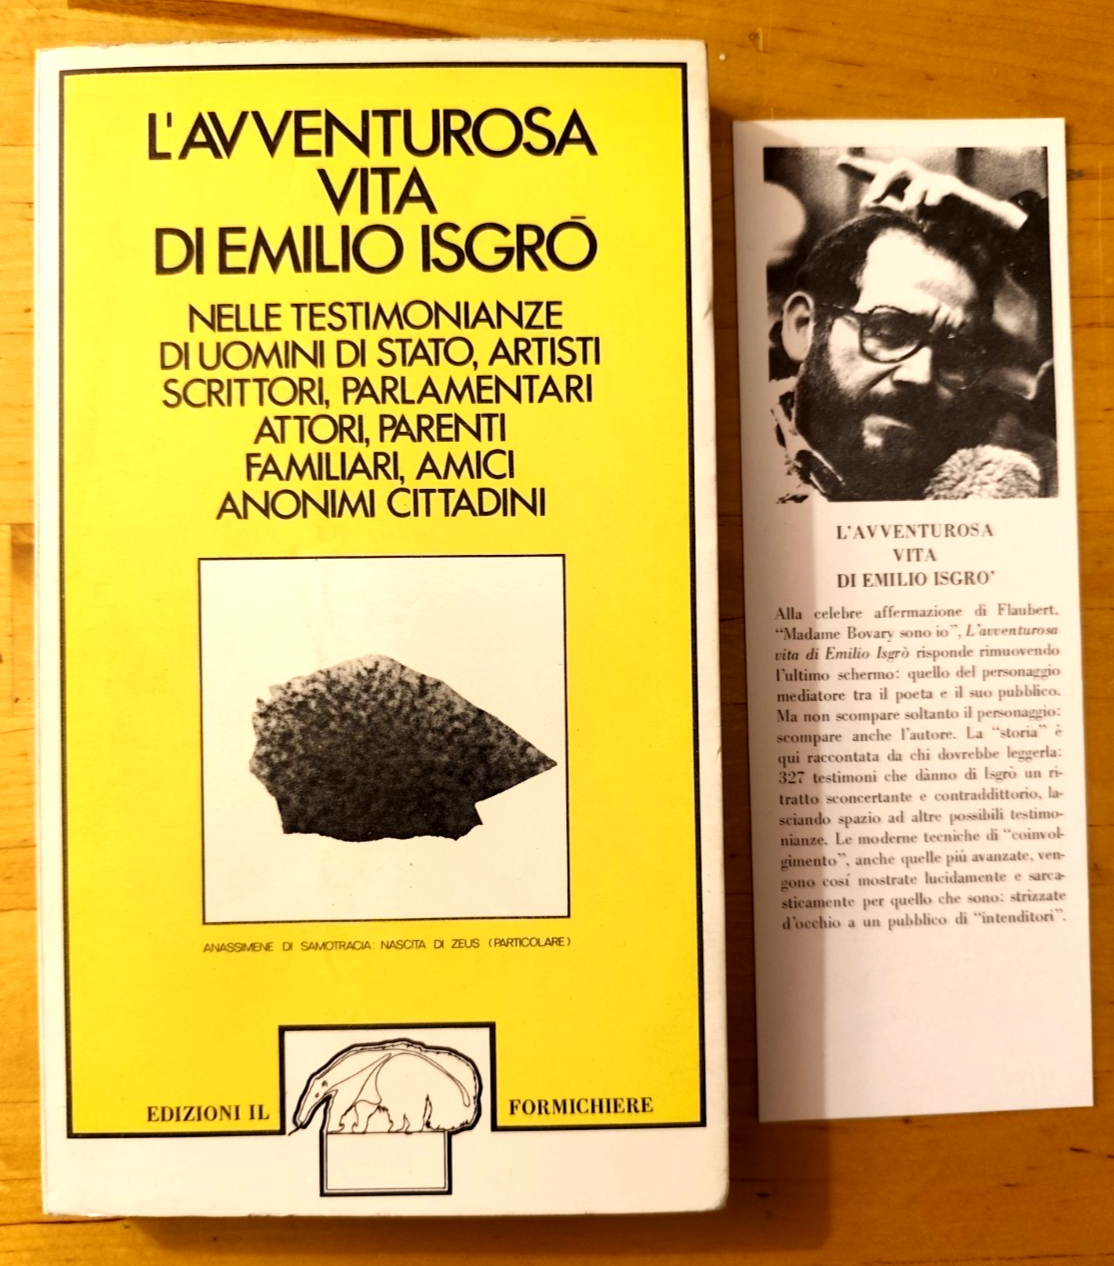 L'AVVENTUROSA
VITA
DI EMILIO ISGRŌ
NELLE TESTIMONIANZE
DI UOMINI DI STATO, ARTISTI
SCRITTORI, PARLAMENTARI
ATTORI, PARENTI
FAMILIARI, AMICI
ANONIMI CITTADINI
ANASSIMENE DI SAMOTRACIA: NASCITA DI ZEUS (PARTICOLARE)
EDIZIONI IL FORMICHIERE
L'AVVENTUROSA
VITA
DI EMILIO ISGRO'
Alla celebre affermazione di Flaubert,
“Madame Bovary sono io”, L'avventurosa
vita di Emilio Isgrò risponde rimuovendo
l'ultimo schermo: quello del personaggio
mediatore tra il poeta e il suo pubblico.
Ma non scompare soltanto il personaggio:
scompare anche l'autore. La “storia” è
qui raccontata da chi dovrebbe leggerla:
327 testimoni che dànno di Isgrò un ri-
tratto sconcertante e contraddittorio, la-
sciando spazio ad altre possibili testimo-
nianze. Le moderne tecniche di “coinvol-
gimento”, anche quelle piú avanzate, ven-
gono cosí mostrate lucidamente e sarca-
sticamente per quello che sono: strizzate
d'occhio a un pubblico di “intenditori”.